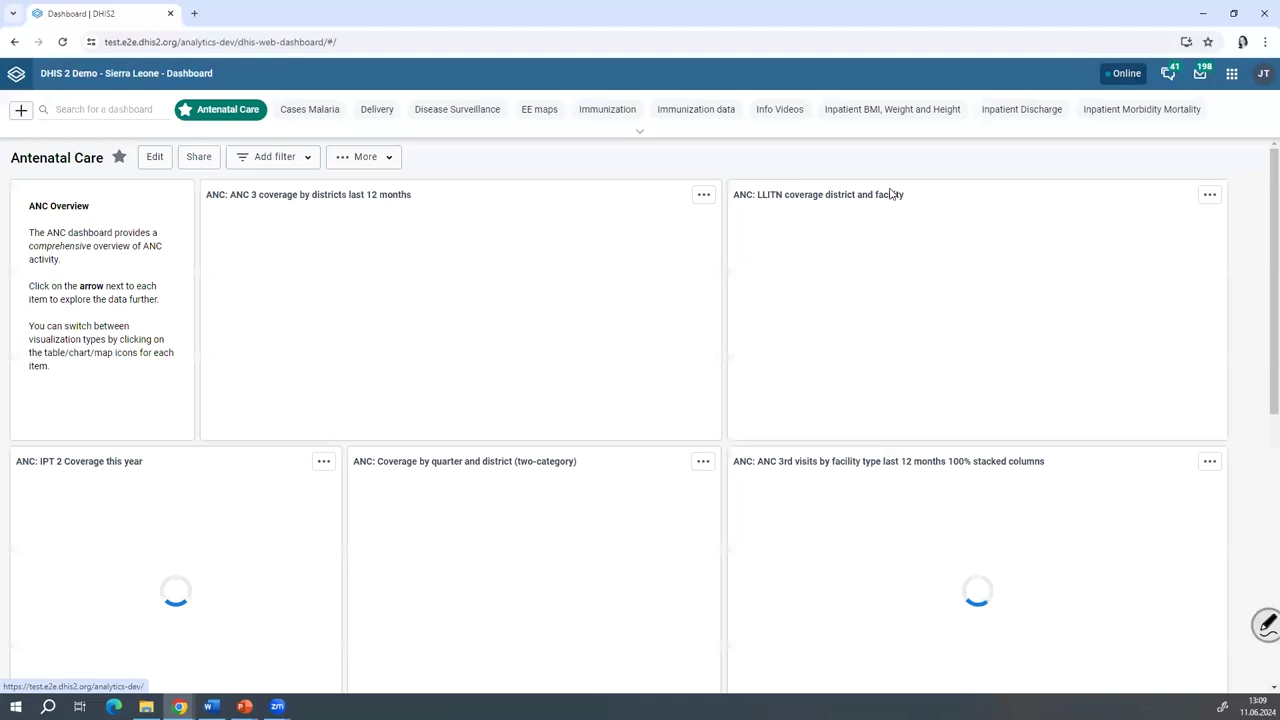 Dashboard | DHIS2
test.e2e.dhis2.org/analytics-dev/dhis-web-dashboard/#/
DHIS 2 Demo - Sierra Leone - Dashboard
Online
41
198
JT
Search for a dashboard
Antenatal Care
Cases Malaria
Delivery
Disease Surveillance
EE maps
Immunization
Immunization data
Info Videos
Inpatient BMI, Weight and Height
Inpatient Discharge
Inpatient Morbidity Mortality
Antenatal Care
Edit
Share
Add filter
More
ANC Overview
The ANC dashboard provides a
comprehensive overview of ANC
activity.
Click on the arrow next to each
item to explore the data further.
You can switch between
visualization types by clicking on
the table/chart/map icons for each
item.
ANC: ANC 3 coverage by districts last 12 months
ANC: LLITN coverage district and facility
ANC: IPT 2 Coverage this year
ANC: Coverage by quarter and district (two-category)
ANC: ANC 3rd visits by facility type last 12 months 100% stacked columns
https://test.e2e.dhis2.org/analytics-dev/
13:09
11.06.2024